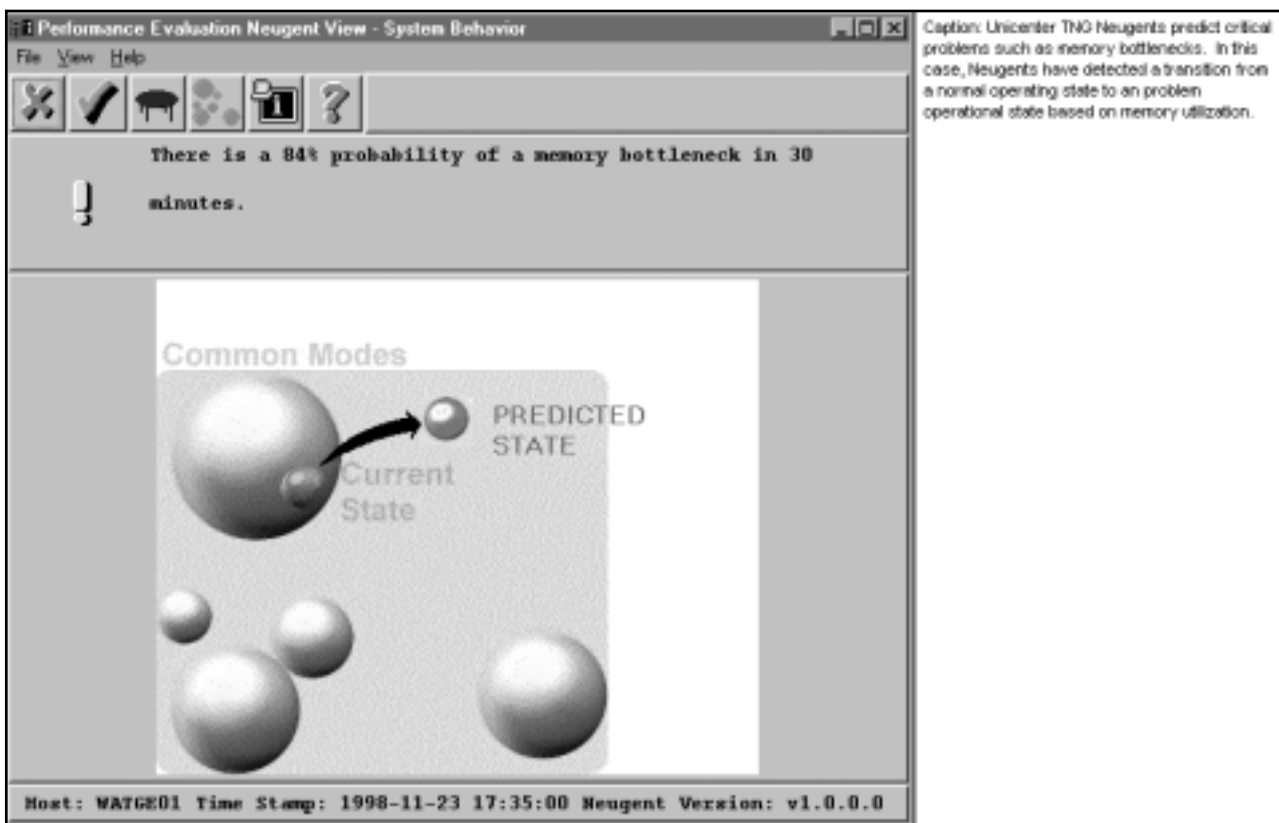 Performance Evaluation Neugent View - System Behavior
File View Help
There is a 84% probability of a memory bottleneck in 30
minutes.
Common Modes
PREDICTED
STATE
Current
State
Host: WATGE01 Time Stamp: 1998-11-23 17:35:00 Neugent Version: v1.0.0.0
Caption: Unicenter TNG Neugents predict critical
problems such as memory bottlenecks. In this
case, Neugents have detected a transition from
a normal operating state to an problem
operational state based on memory utilization.